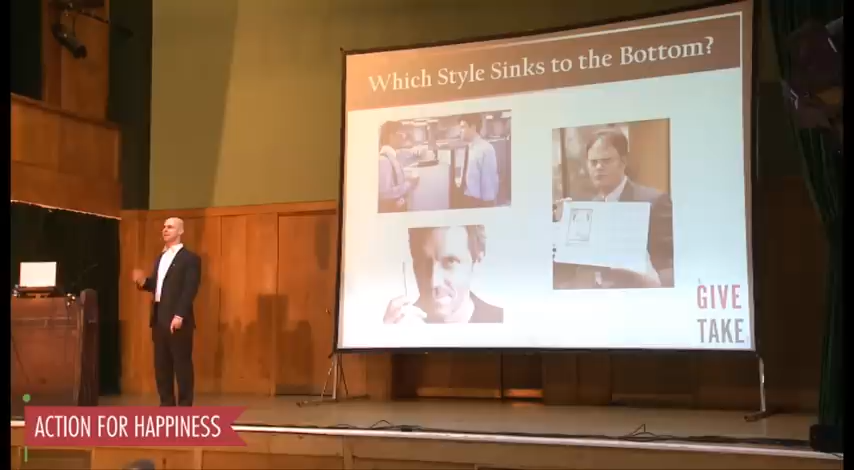 Which Style Sinks to the Bottom?
GIVE
TAKE
ACTION FOR HAPPINESS